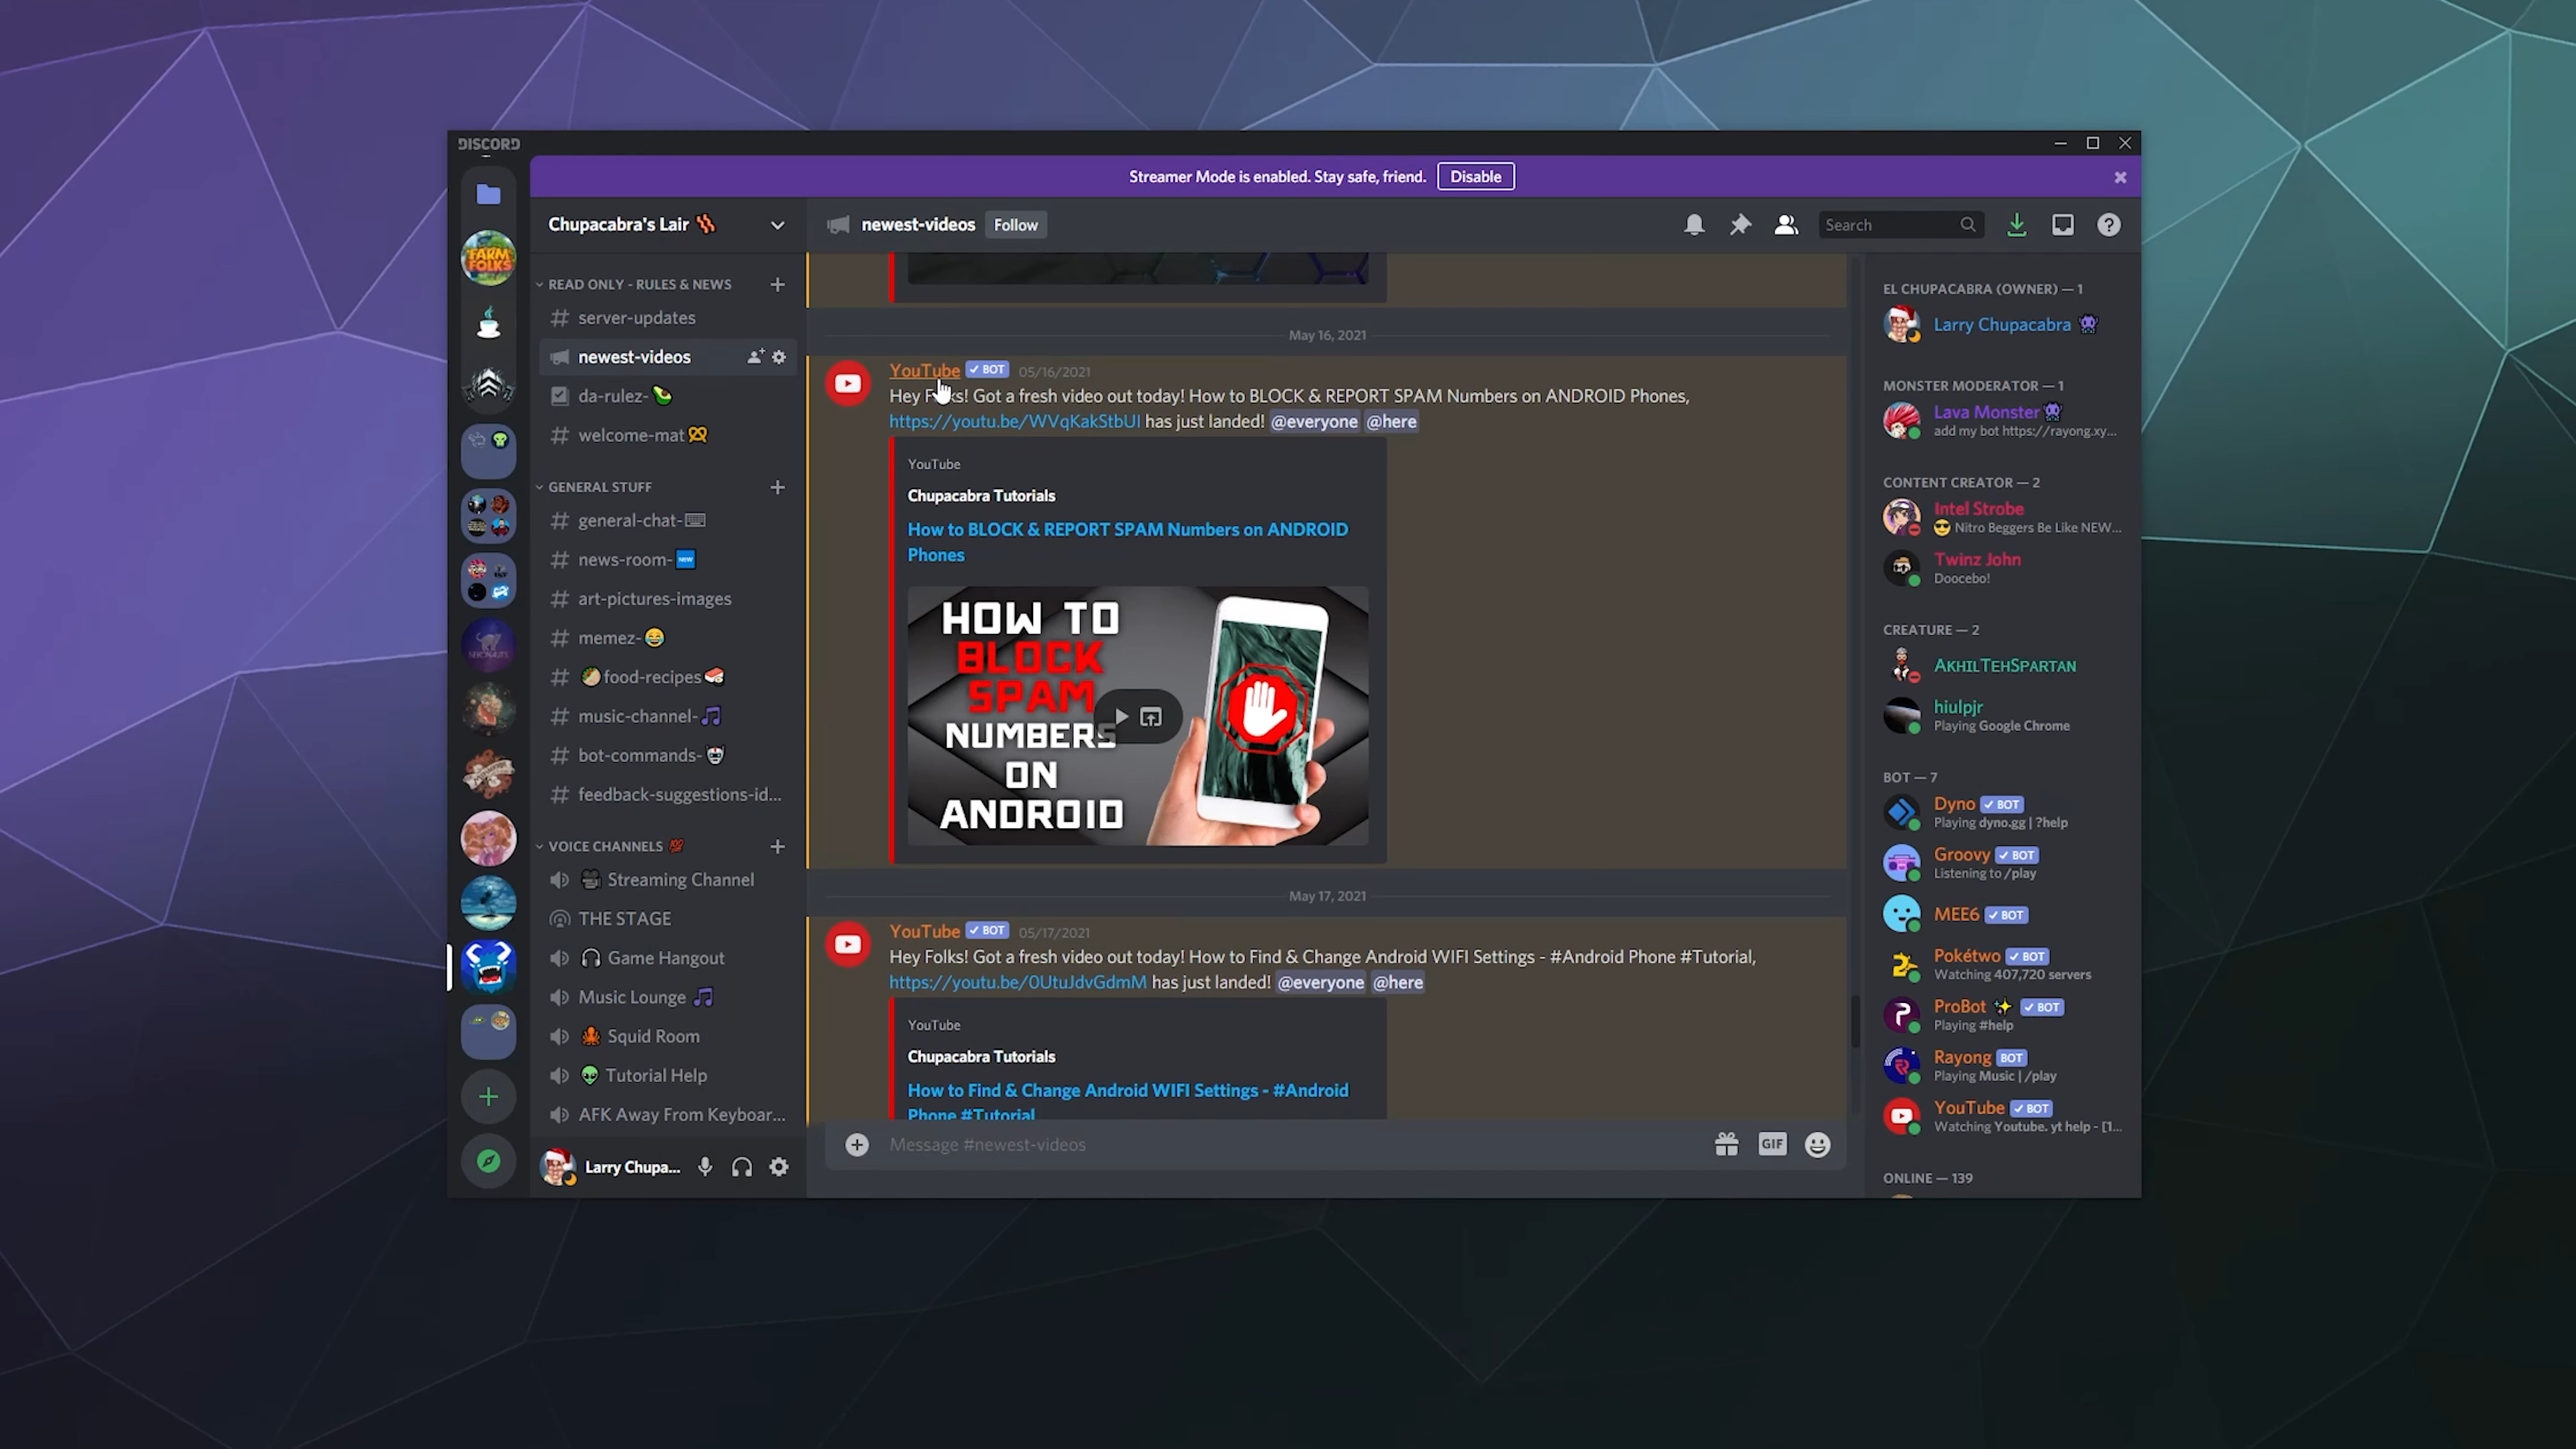 DISCORD
Streamer Mode is enabled. Stay safe, friend. Disable
Chupacabra's Lair
newest-videos Follow
Search
READ ONLY - RULES & NEWS
server-updates
newest-videos
da-rulez-
welcome-mat
GENERAL STUFF
general-chat-
news-room-
art-pictures-images
memez-
food-recipes
music-channel-
bot-commands-
feedback-suggestions-id...
VOICE CHANNELS
Streaming Channel
THE STAGE
Game Hangout
Music Lounge
Squid Room
Tutorial Help
AFK Away From Keyboar...
Larry Chupa...
May 16, 2021
YouTube BOT 05/16/2021
Hey Folks! Got a fresh video out today! How to BLOCK & REPORT SPAM Numbers on ANDROID Phones,
https://youtu.be/WVqKakStbUI has just landed! @everyone @here
YouTube
Chupacabra Tutorials
How to BLOCK & REPORT SPAM Numbers on ANDROID
Phones
HOW TO
BLOCK
SPAM
NUMBERS
ON
ANDROID
May 17, 2021
YouTube BOT 05/17/2021
Hey Folks! Got a fresh video out today! How to Find & Change Android WIFI Settings - #Android Phone #Tutorial,
https://youtu.be/0UtuJdvGdmM has just landed! @everyone @here
YouTube
Chupacabra Tutorials
How to Find & Change Android WIFI Settings - #Android
Phone #Tutorial
Message #newest-videos
GIF
EL CHUPACABRA (OWNER) — 1
Larry Chupacabra
MONSTER MODERATOR — 1
Lava Monster
add my bot https://rayong.xy...
CONTENT CREATOR — 2
Intel Strobe
Nitro Beggers Be Like NEW...
Twinz John
Doocebo!
CREATURE — 2
AKHILTEHSPARTAN
hiulpjr
Playing Google Chrome
BOT — 7
Dyno BOT
Playing dyno.gg | ?help
Groovy BOT
Listening to /play
MEE6 BOT
Pokétwo BOT
Watching 407,720 servers
ProBot BOT
Playing #help
Rayong BOT
Playing Music | /play
YouTube BOT
Watching Youtube. yt help - [1...
ONLINE — 139